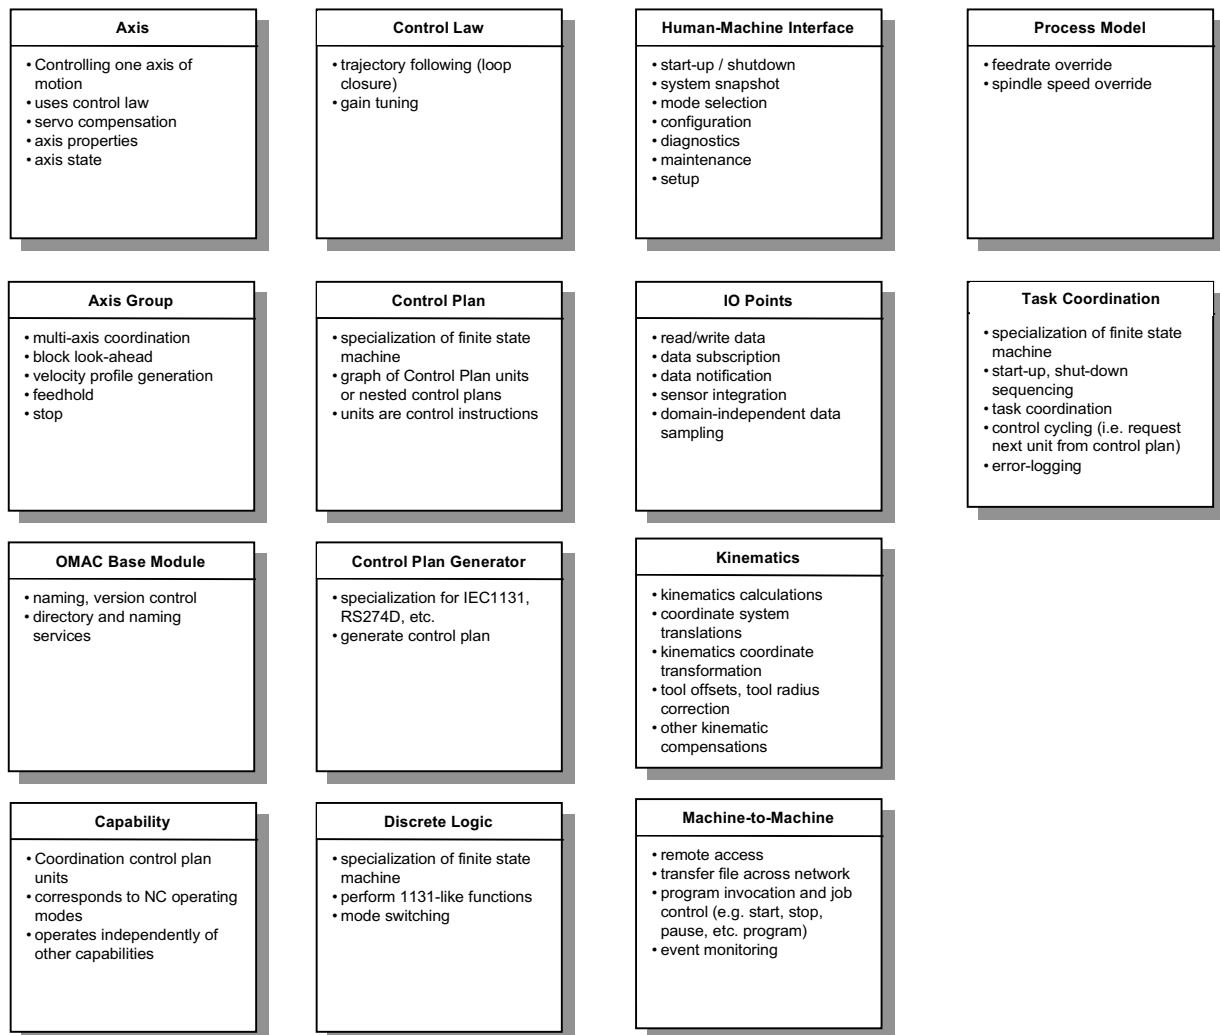 Axis
• Controlling one axis of
motion
• uses control law
• servo compensation
• axis properties
• axis state
Control Law
• trajectory following (loop
closure)
• gain tuning
Human-Machine Interface
• start-up / shutdown
• system snapshot
• mode selection
• configuration
• diagnostics
• maintenance
• setup
Process Model
• feedrate override
• spindle speed override
Axis Group
• multi-axis coordination
• block look-ahead
• velocity profile generation
• feedhold
• stop
Control Plan
• specialization of finite state
machine
• graph of Control Plan units
or nested control plans
• units are control instructions
IO Points
• read/write data
• data subscription
• data notification
• sensor integration
• domain-independent data
sampling
Task Coordination
• specialization of finite state
machine
• start-up, shut-down
sequencing
• task coordination
• control cycling (i.e. request
next unit from control plan)
• error-logging
OMAC Base Module
• naming, version control
• directory and naming
services
Control Plan Generator
• specialization for IEC1131,
RS274D, etc.
• generate control plan
Kinematics
• kinematics calculations
• coordinate system
translations
• kinematics coordinate
transformation
• tool offsets, tool radius
correction
• other kinematic
compensations
Capability
• Coordination control plan
units
• corresponds to NC operating
modes
• operates independently of
other capabilities
Discrete Logic
• specialization of finite state
machine
• perform 1131-like functions
• mode switching
Machine-to-Machine
• remote access
• transfer file across network
• program invocation and job
control (e.g. start, stop,
pause, etc. program)
• event monitoring